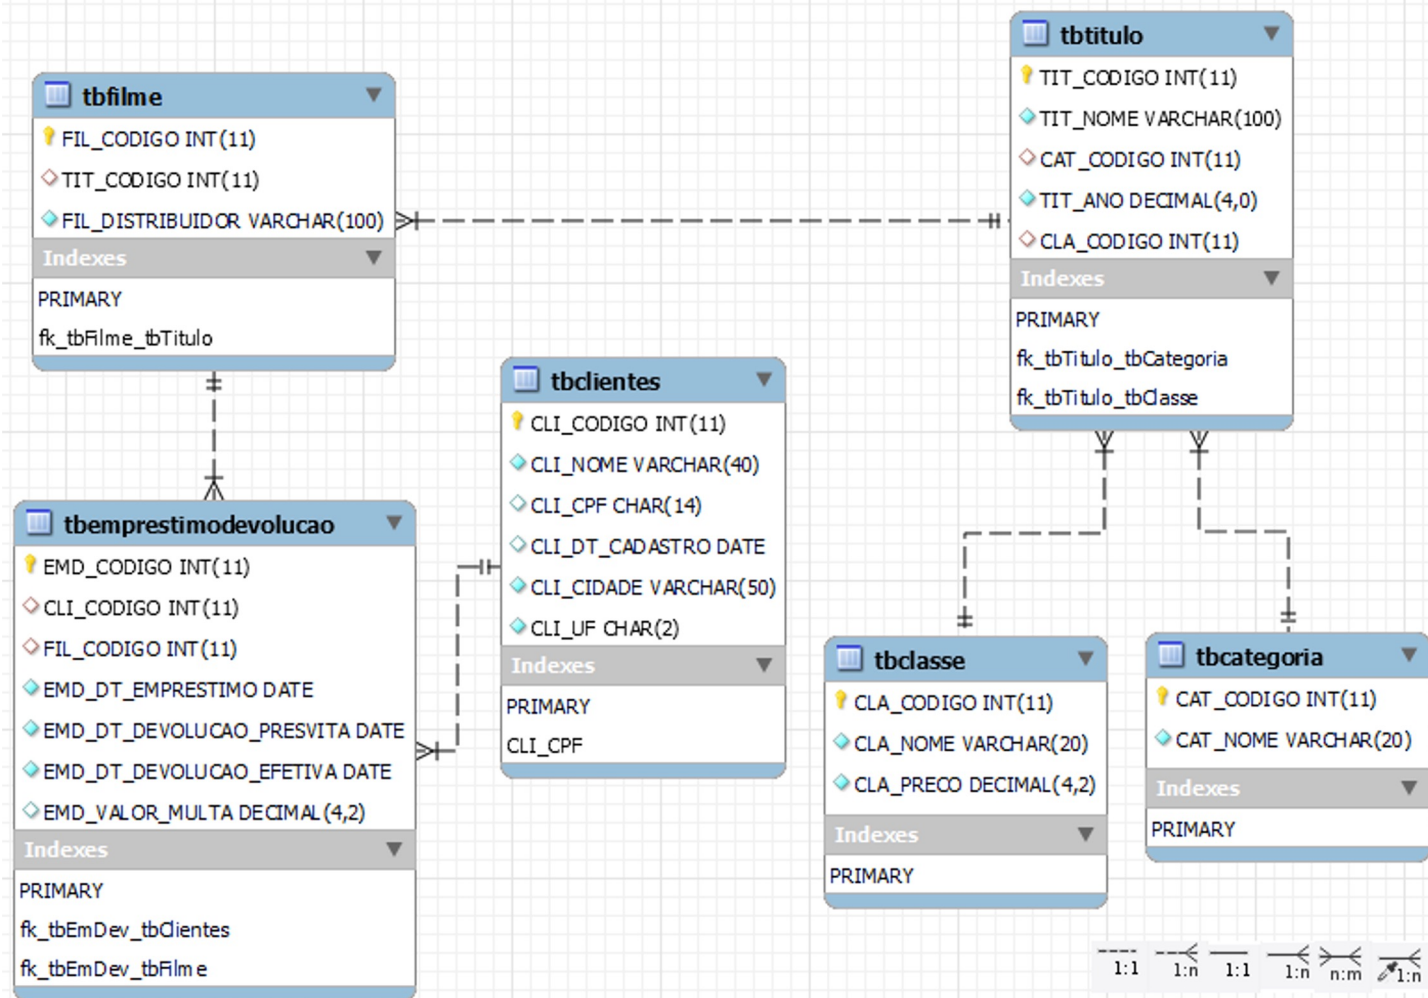 tbfilme
FIL_CODIGO INT(11)
TIT_CODIGO INT(11)
FIL_DISTRIBUIDOR VARCHAR(100)
Indexes
PRIMARY
fk_tbFilme_tbTitulo
tbtitulo
TIT_CODIGO INT(11)
TIT_NOME VARCHAR(100)
CAT_CODIGO INT(11)
TIT_ANO DECIMAL(4,0)
CLA_CODIGO INT(11)
Indexes
PRIMARY
fk_tbTitulo_tbCategoria
fk_tbTitulo_tbClasse
tbclientes
CLI_CODIGO INT(11)
CLI_NOME VARCHAR(40)
CLI_CPF CHAR(14)
CLI_DT_CADASTRO DATE
CLI_CIDADE VARCHAR(50)
CLI_UF CHAR(2)
Indexes
PRIMARY
CLI_CPF
tbemprestimodevolucao
EMD_CODIGO INT(11)
CLI_CODIGO INT(11)
FIL_CODIGO INT(11)
EMD_DT_EMPRESTIMO DATE
EMD_DT_DEVOLUCAO_PRESVITA DATE
EMD_DT_DEVOLUCAO_EFETIVA DATE
EMD_VALOR_MULTA DECIMAL(4,2)
Indexes
PRIMARY
fk_tbEmDev_tbClientes
fk_tbEmDev_tbFilme
tbclasse
CLA_CODIGO INT(11)
CLA_NOME VARCHAR(20)
CLA_PRECO DECIMAL(4,2)
Indexes
PRIMARY
tbcategoria
CAT_CODIGO INT(11)
CAT_NOME VARCHAR(20)
Indexes
PRIMARY
1:1 1:n 1:1 1:n n:m 1:n